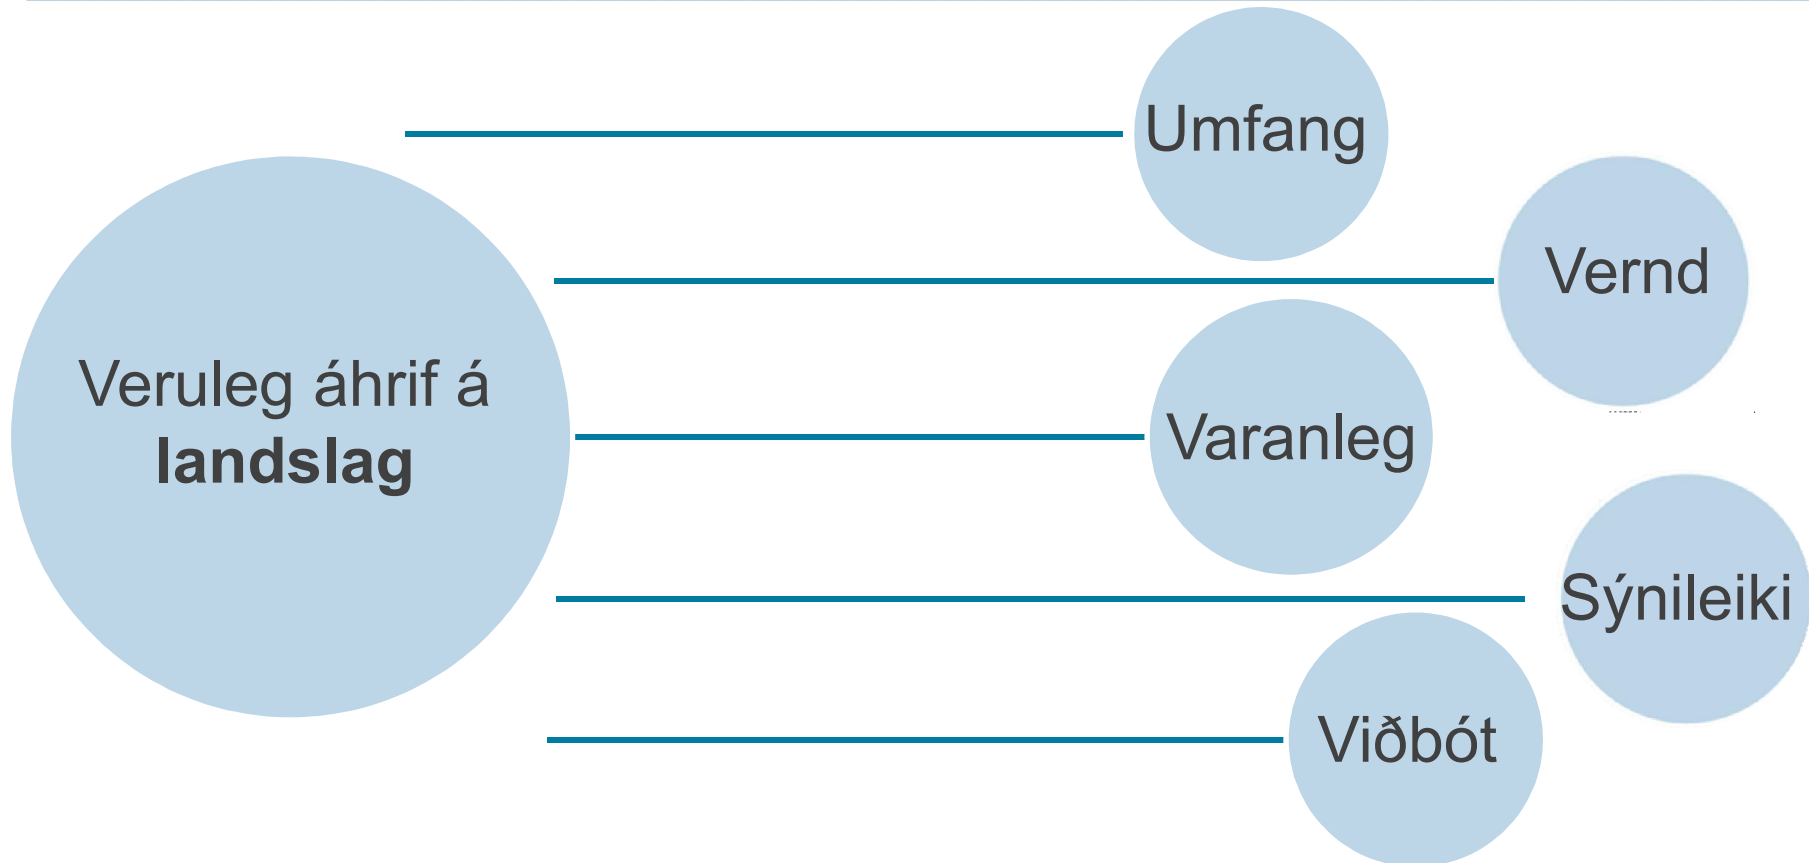 Veruleg áhrif á
landslag
Umfang
Vernd
Varanleg
Sýnileiki
Viðbót